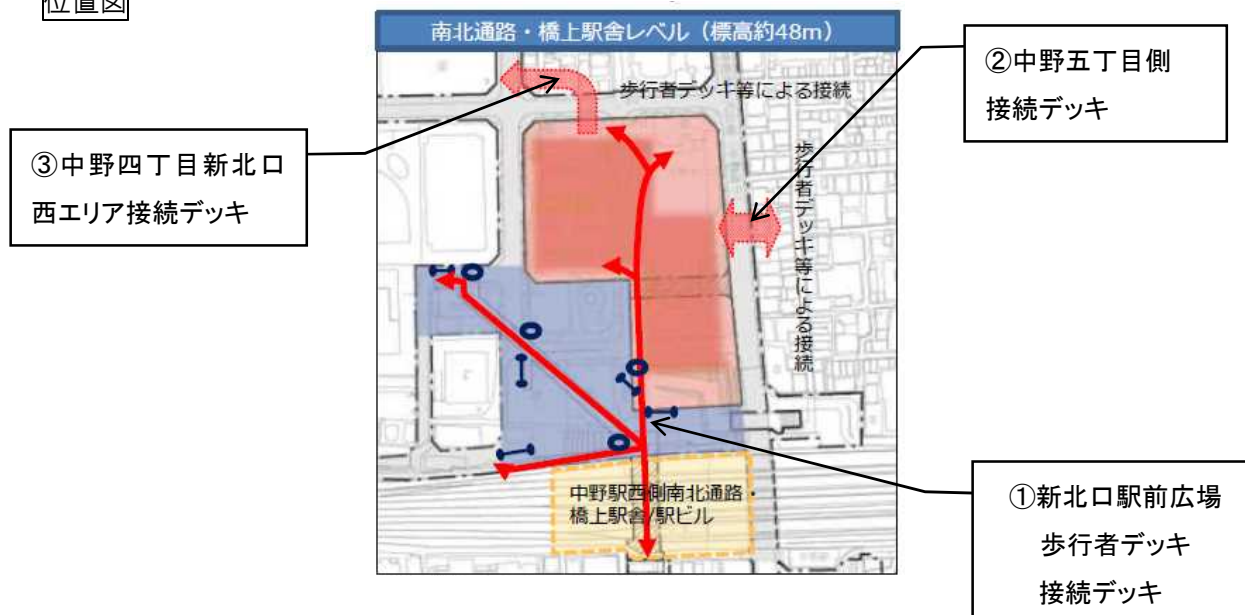 位置図
南北通路・橋上駅舎レベル（標高約48m）
歩行者デッキ等による接続
②中野五丁目側
接続デッキ
③中野四丁目新北口
西エリア接続デッキ
歩行者デッキ等による接続
中野駅西側南北通路・
橋上駅舎/駅ビル
①新北口駅前広場
歩行者デッキ
接続デッキ